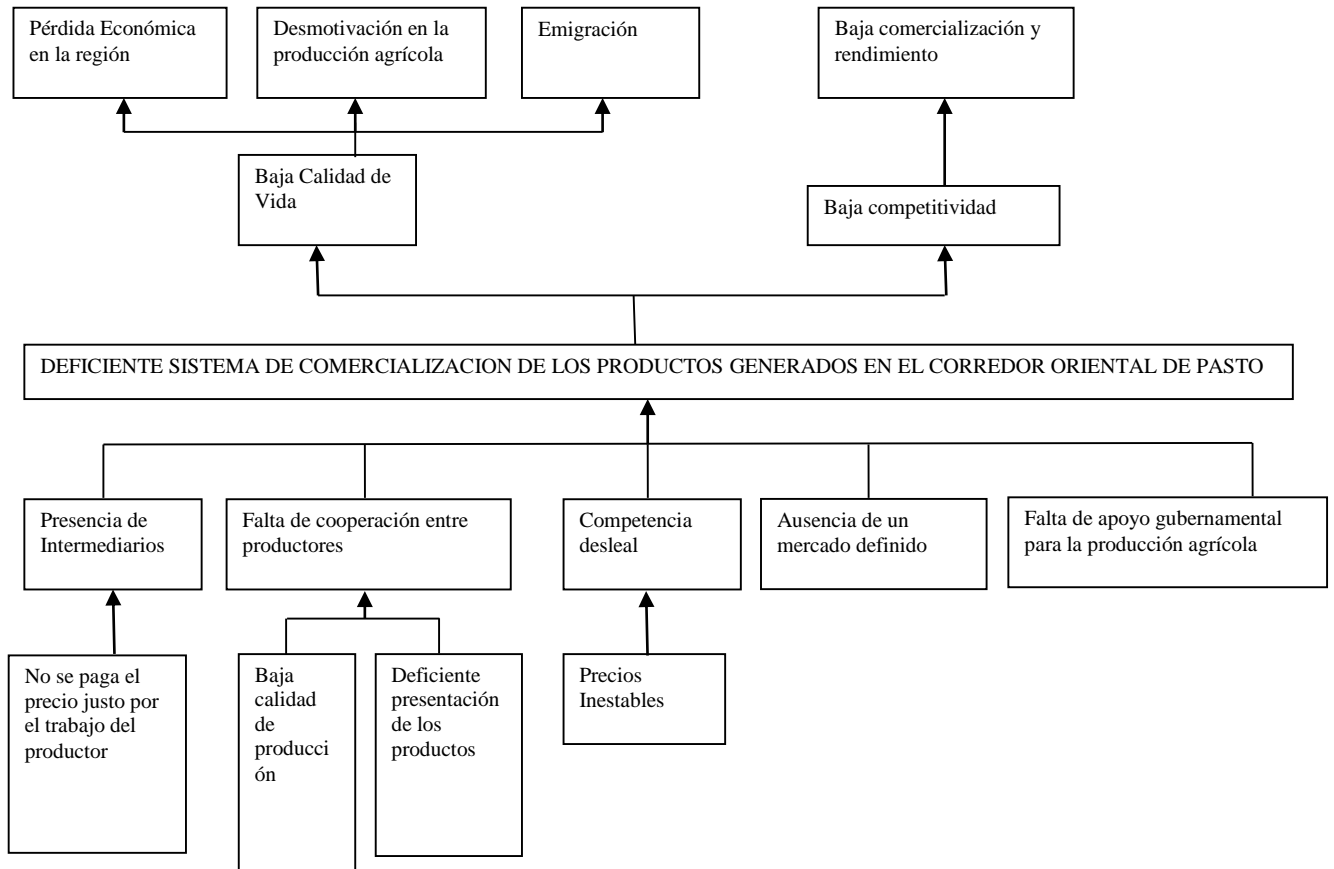 Pérdida Económica
en la región
Desmotivación en la
producción agrícola
Emigración
Baja comercialización y
rendimiento
Baja Calidad de
Vida
Baja competitividad
DEFICIENTE SISTEMA DE COMERCIALIZACION DE LOS PRODUCTOS GENERADOS EN EL CORREDOR ORIENTAL DE PASTO
Presencia de
Intermediarios
Falta de cooperación entre
productores
Competencia
desleal
Ausencia de un
mercado definido
Falta de apoyo gubernamental
para la producción agrícola
No se paga el
precio justo por
el trabajo del
productor
Baja
calidad
de
producci
ón
Deficiente
presentación
de los
productos
Precios
Inestables